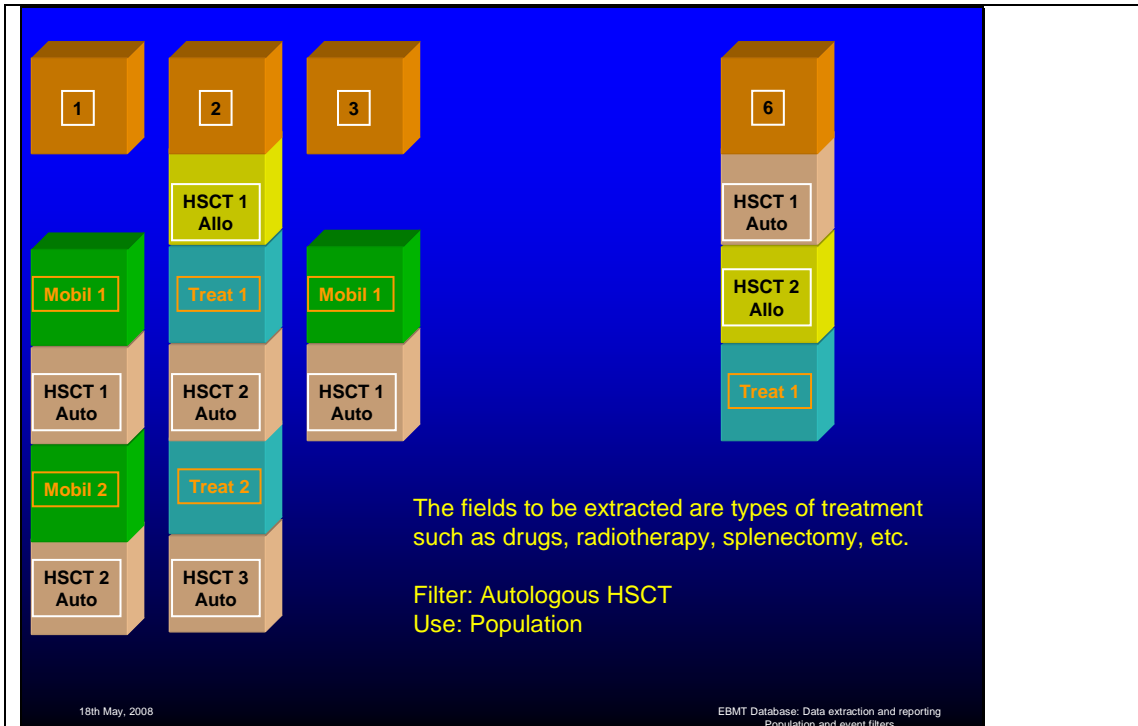 1
2
3
6
HSCT 1
Allo
HSCT 1
Auto
Mobil 1
Treat 1
Mobil 1
HSCT 2
Allo
HSCT 1
Auto
HSCT 2
Auto
HSCT 1
Auto
Treat 1
Mobil 2
Treat 2
HSCT 2
Auto
HSCT 3
Auto
The fields to be extracted are types of treatment
such as drugs, radiotherapy, splenectomy, etc.
Filter: Autologous HSCT
Use: Population
18th May, 2008
EBMT Database: Data extraction and reporting
Population and event filters